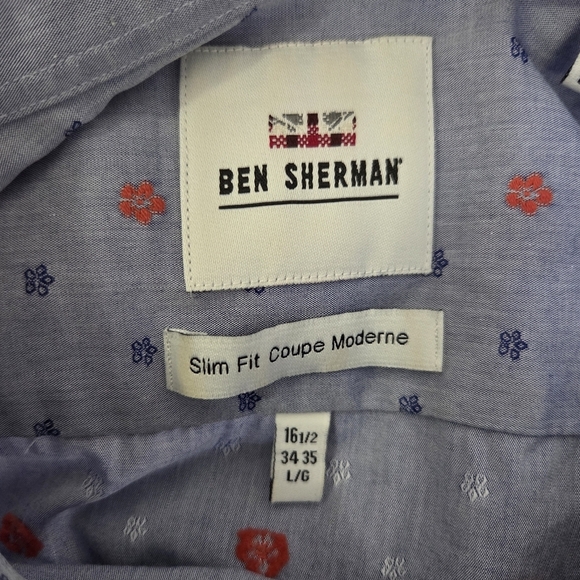 BEN SHERMAN
Slim Fit Coupe Moderne
16 1/2
34 35
L/G